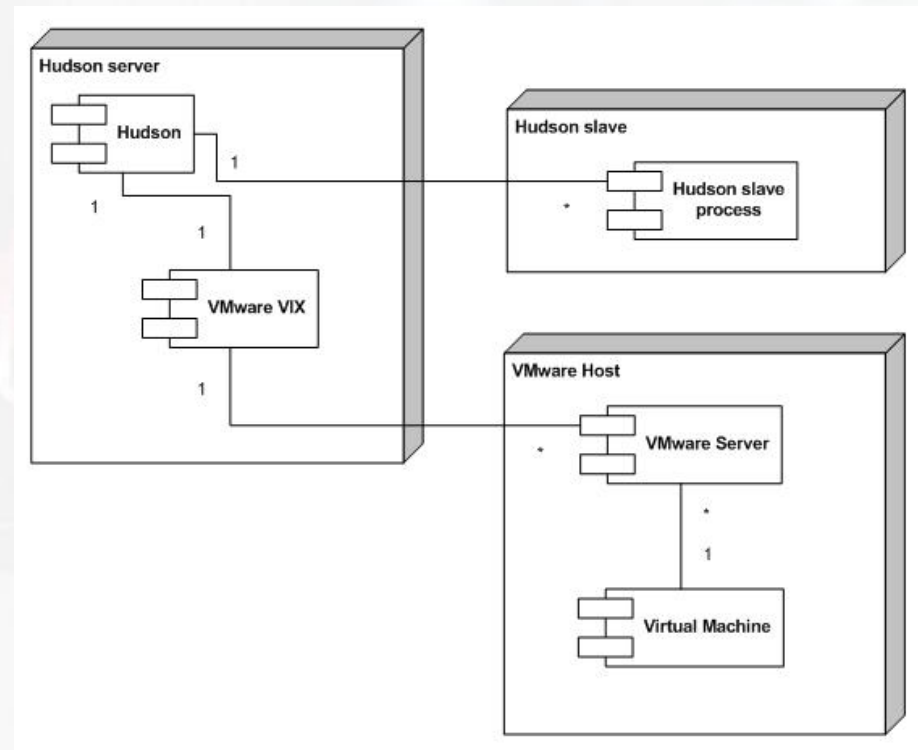 Hudson server
Hudson
1
1
1
VMware VIX
1
Hudson slave
Hudson slave
process
*
VMware Host
VMware Server
*
*
1
Virtual Machine